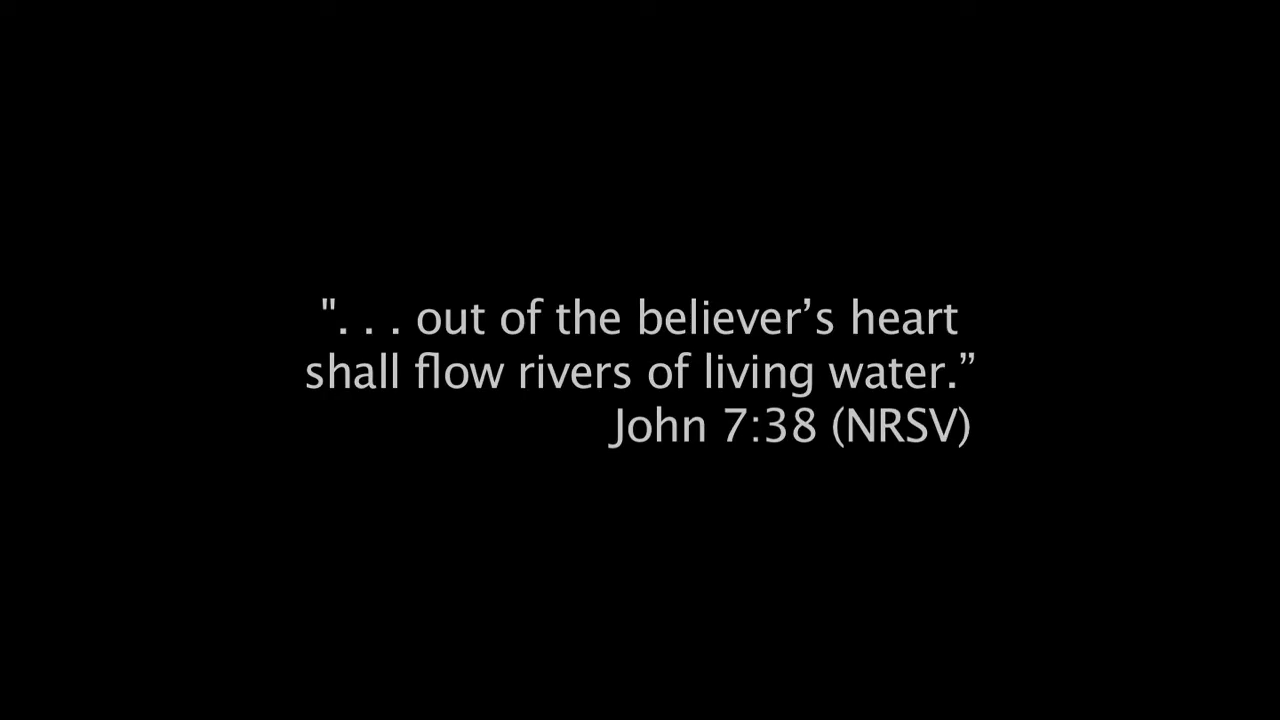 ". . . out of the believer’s heart
shall flow rivers of living water.”
John 7:38 (NRSV)